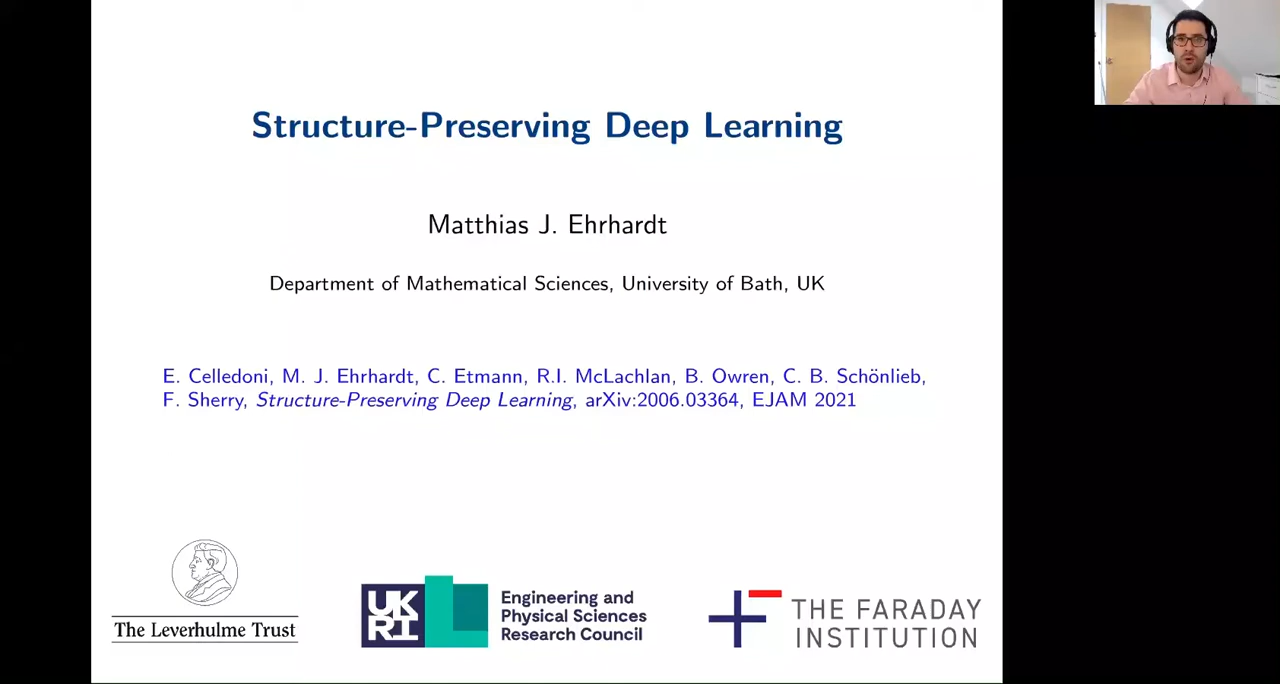 Structure-Preserving Deep Learning
Matthias J. Ehrhardt
Department of Mathematical Sciences, University of Bath, UK
E. Celledoni, M. J. Ehrhardt, C. Etmann, R.I. McLachlan, B. Owren, C. B. Schönlieb,
F. Sherry, Structure-Preserving Deep Learning, arXiv:2006.03364, EJAM 2021
The Leverhulme Trust
UK
RI
Engineering and
Physical Sciences
Research Council
THE FARADAY
INSTITUTION